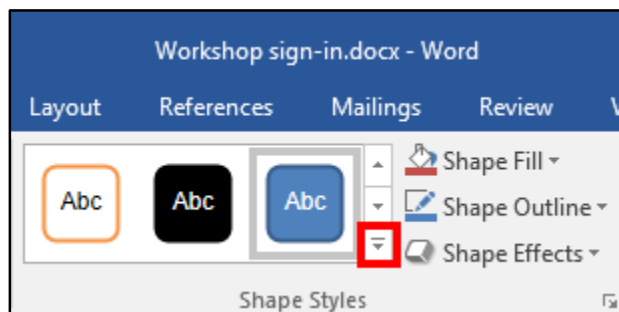 Workshop sign-in.docx - Word
Layout References Mailings Review
Abc Abc Abc
Shape Fill
Shape Outline
Shape Effects
Shape Styles